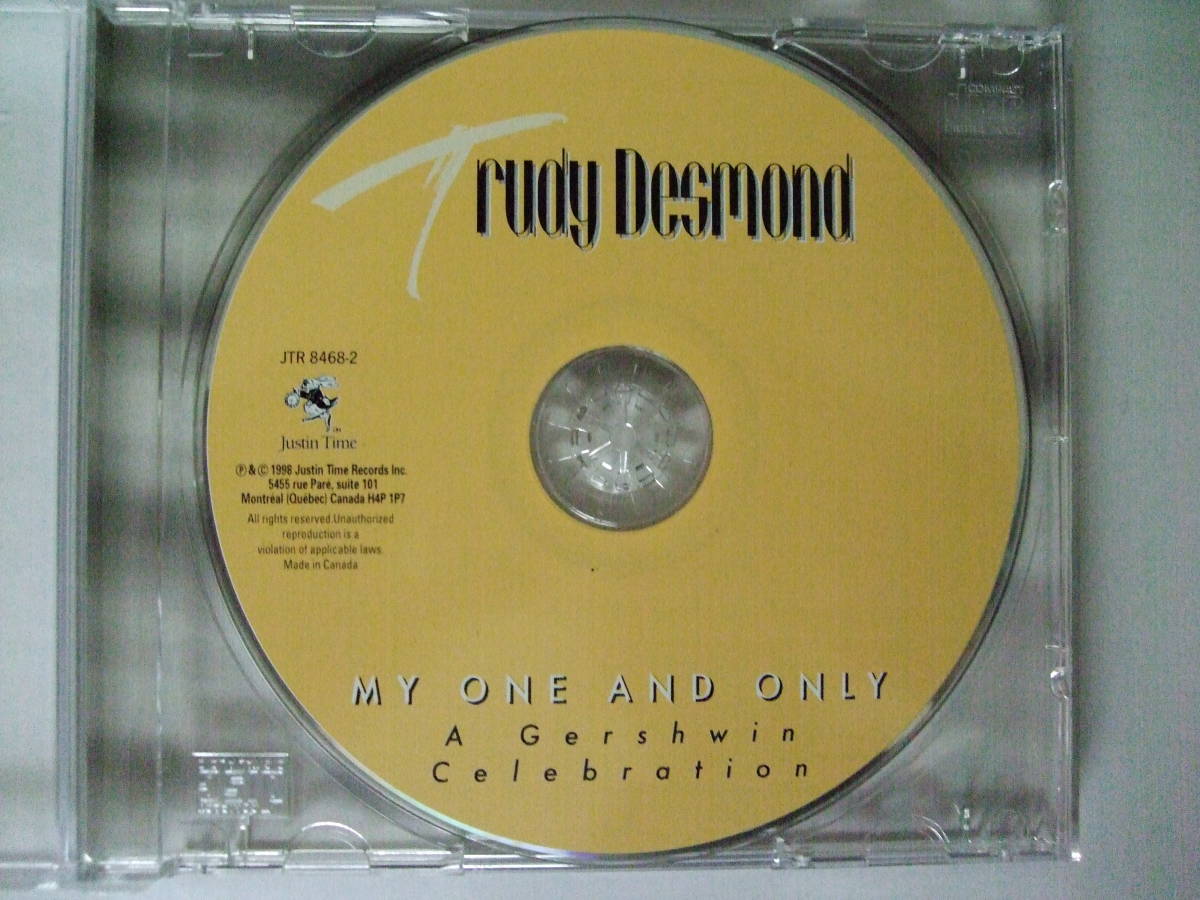 Trudy Desmond
JTR 8468-2
Justin Time
℗ & © 1998 Justin Time Records Inc.
5455 rue Paré, suite 101
Montréal (Québec) Canada H4P 1P7
All rights reserved.Unauthorized
reproduction is a
violation of applicable laws.
Made in Canada
MY ONE AND ONLY
A Gershwin
Celebration
COMPACT